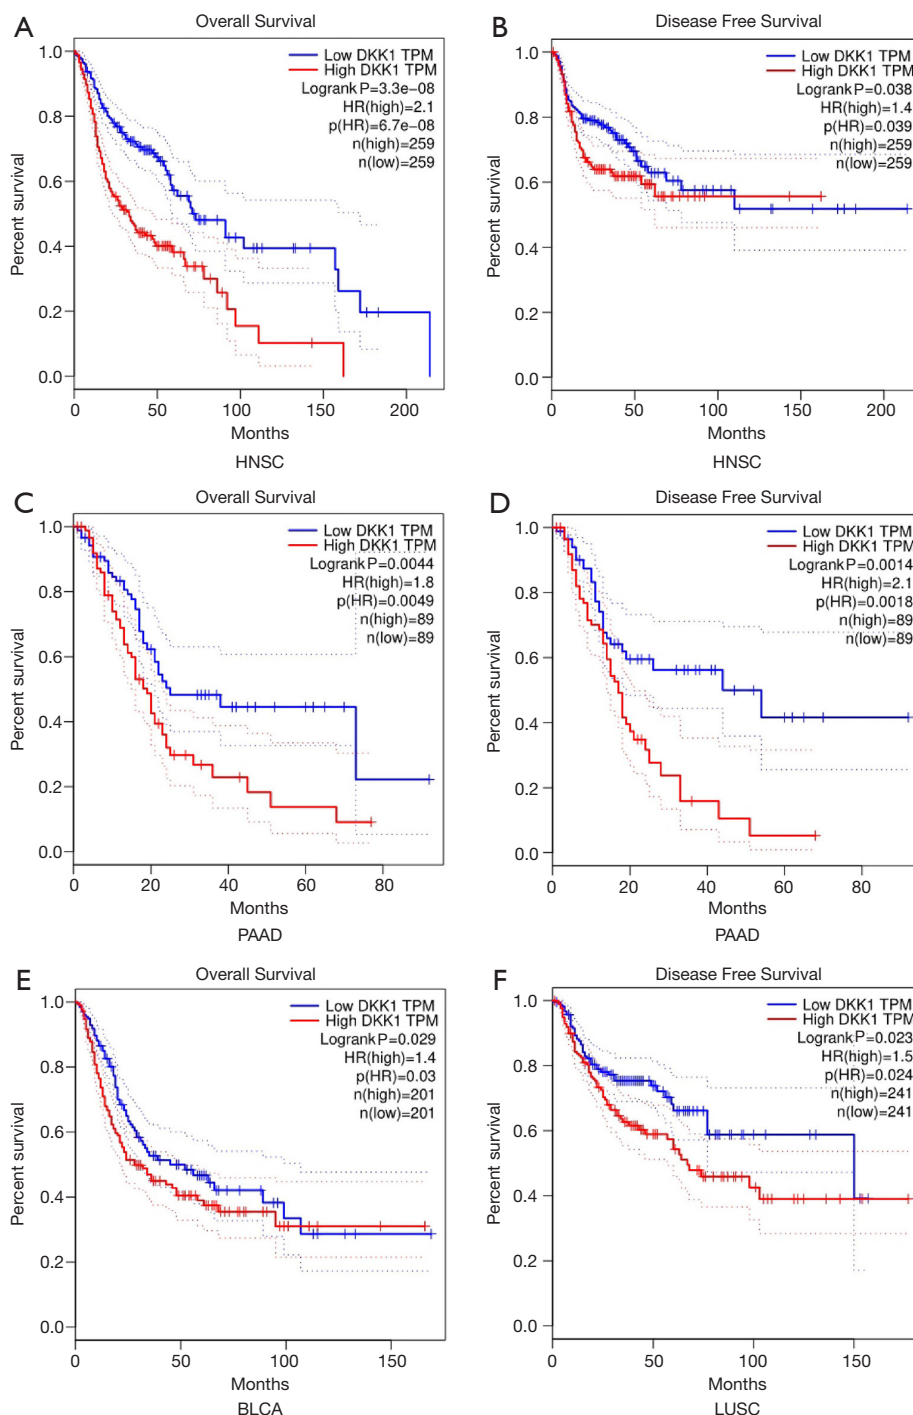 A
Overall Survival
Low DKK1 TPM
High DKK1 TPM
Logrank P=3.3e-08
HR(high)=2.1
p(HR)=6.7e-08
n(high)=259
n(low)=259
Percent survival
1.0
0.8
0.6
0.4
0.2
0.0
0 50 100 150 200
Months
HNSC
B
Disease Free Survival
Low DKK1 TPM
High DKK1 TPM
Logrank P=0.038
HR(high)=1.4
p(HR)=0.039
n(high)=259
n(low)=259
Percent survival
1.0
0.8
0.6
0.4
0.2
0.0
0 50 100 150 200
Months
HNSC
C
Overall Survival
Low DKK1 TPM
High DKK1 TPM
Logrank P=0.0044
HR(high)=1.8
p(HR)=0.0049
n(high)=89
n(low)=89
Percent survival
1.0
0.8
0.6
0.4
0.2
0.0
0 20 40 60 80
Months
PAAD
D
Disease Free Survival
Low DKK1 TPM
High DKK1 TPM
Logrank P=0.0014
HR(high)=2.1
p(HR)=0.0018
n(high)=89
n(low)=89
Percent survival
1.0
0.8
0.6
0.4
0.2
0.0
0 20 40 60 80
Months
PAAD
E
Overall Survival
Low DKK1 TPM
High DKK1 TPM
Logrank P=0.029
HR(high)=1.4
p(HR)=0.03
n(high)=201
n(low)=201
Percent survival
1.0
0.8
0.6
0.4
0.2
0.0
0 50 100 150
Months
BLCA
F
Disease Free Survival
Low DKK1 TPM
High DKK1 TPM
Logrank P=0.023
HR(high)=1.5
p(HR)=0.024
n(high)=241
n(low)=241
Percent survival
1.0
0.8
0.6
0.4
0.2
0.0
0 50 100 150
Months
LUSC